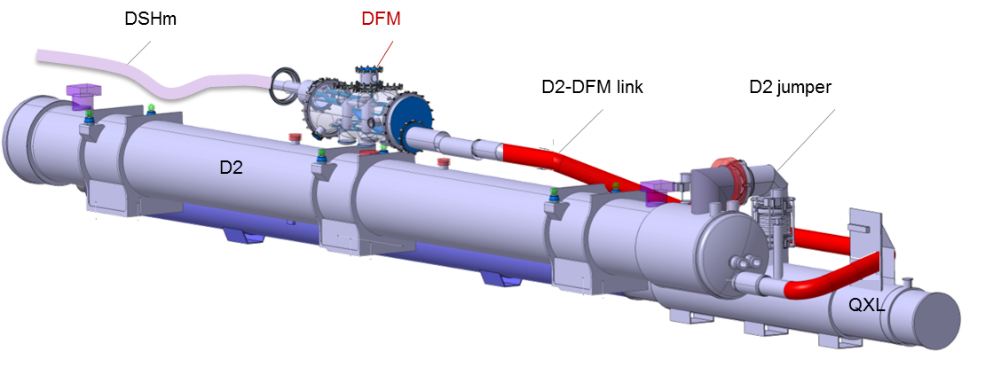 DSHm
DFM
D2-DFM link
D2 jumper
D2
QXL